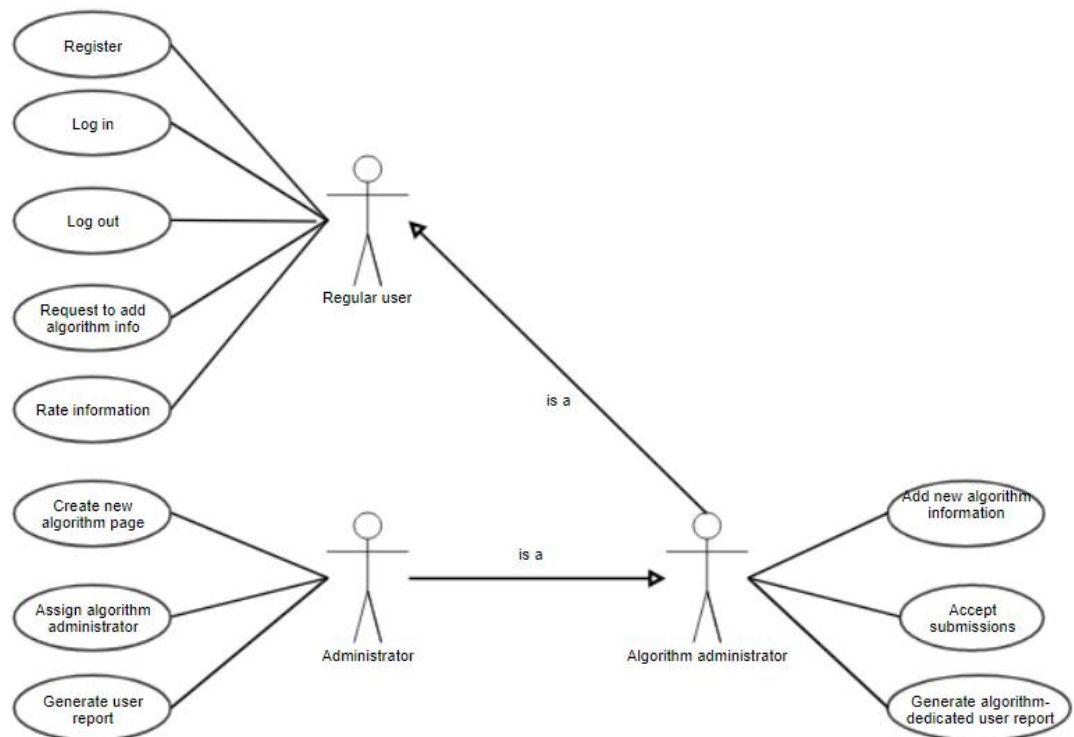 Register
Log in
Log out
Request to add
algorithm info
Rate information
Regular user
is a
Create new
algorithm page
Assign algorithm
administrator
Generate user
report
Administrator
is a
Algorithm administrator
Add new algorithm
information
Accept
submissions
Generate algorithm-
dedicated user report